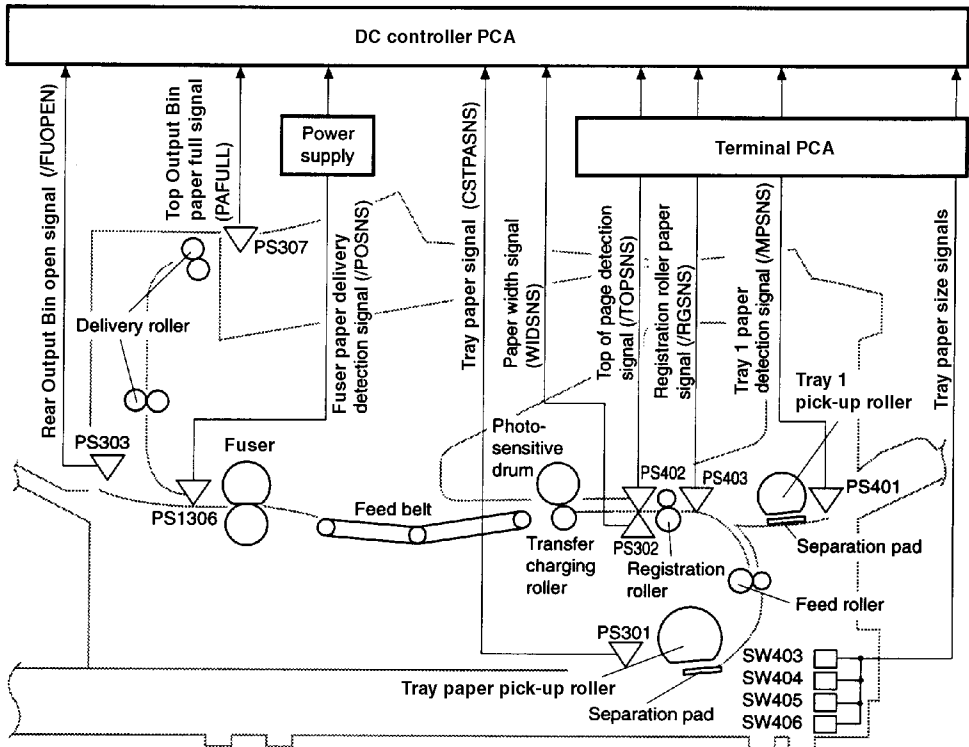 DC controller PCA
Rear Output Bin open signal (/FUOPEN)
Top Output Bin
paper full signal
(PAFULL)
Power
supply
Fuser paper delivery
detection signal (/POSNS)
Tray paper signal (CSTPASNS)
Paper width signal
(WIDSNS)
Top of page detection
signal (/TOPSNS)
Registration roller paper
signal (/RGSNS)
Terminal PCA
Tray 1 paper
detection signal (/MPSNS)
Tray paper size signals
PS307
Delivery roller
PS303
PS1306
Fuser
Feed belt
Photo-
sensitive
drum
Transfer
charging
roller
PS402
PS403
PS302
Registration
roller
Tray 1
pick-up roller
PS401
Separation pad
Feed roller
PS301
Tray paper pick-up roller
Separation pad
SW403
SW404
SW405
SW406